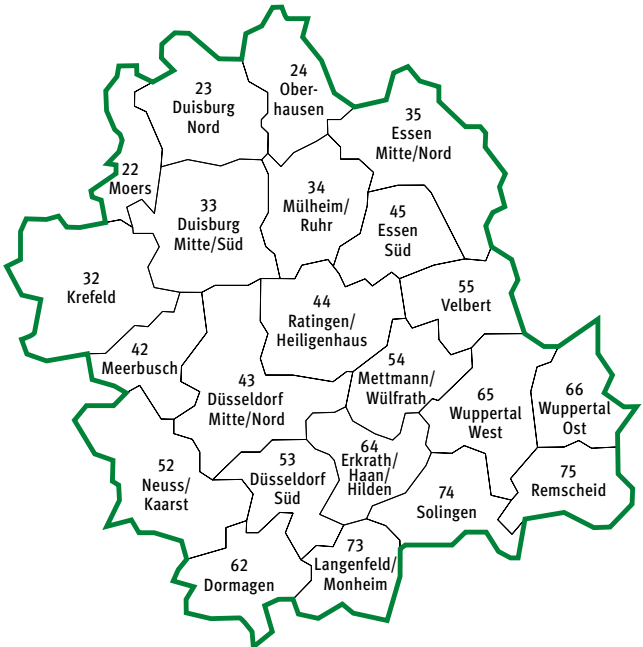 24
Ober-
hausen
23
Duisburg
Nord
35
Essen
Mitte/Nord
22
Moers
34
Mülheim/
Ruhr
33
Duisburg
Mitte/Süd
45
Essen
Süd
32
Krefeld
55
Velbert
44
Ratingen/
Heiligenhaus
42
Meerbusch
54
Mettmann/
Wülfrath
43
Düsseldorf
Mitte/Nord
65
Wuppertal
West
66
Wuppertal
Ost
64
Erkrath/
Haan/
Hilden
52
Neuss/
Kaarst
53
Düsseldorf
Süd
75
Remscheid
74
Solingen
73
Langenfeld/
Monheim
62
Dormagen